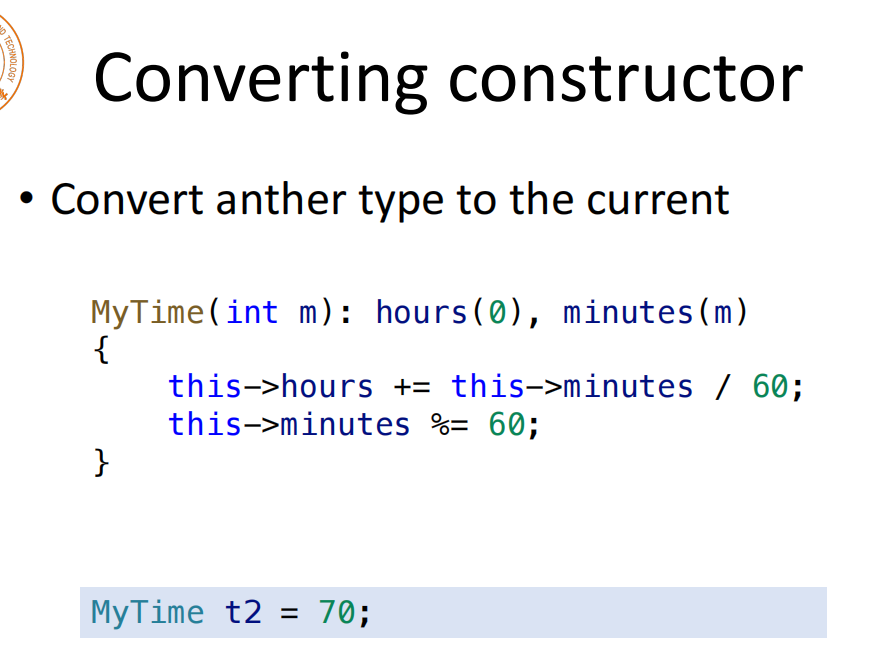 ND TECHNOLOGY
Converting constructor
• Convert anther type to the current
MyTime(int m): hours(0), minutes(m)
{
    this->hours += this->minutes / 60;
    this->minutes %= 60;
}
MyTime t2 = 70;